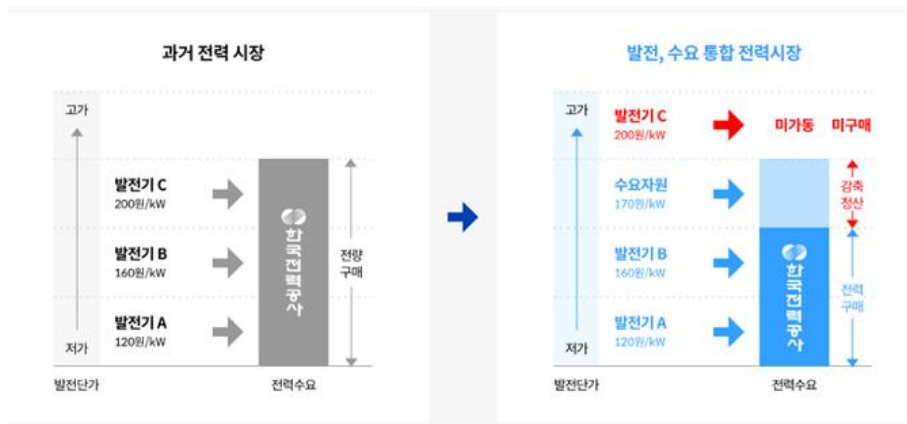 과거 전력 시장
고가
발전기 C
200원/kW
발전기 B
160원/kW
발전기 A
120원/kW
저가
한국전력공사
전량
구매
발전단가
전력수요
발전, 수요 통합 전력시장
고가
발전기 C
200원/kW
미가동
미구매
수요자원
170원/kW
감축
정산
발전기 B
160원/kW
발전기 A
120원/kW
저가
한국전력공사
전력
구매
발전단가
전력수요